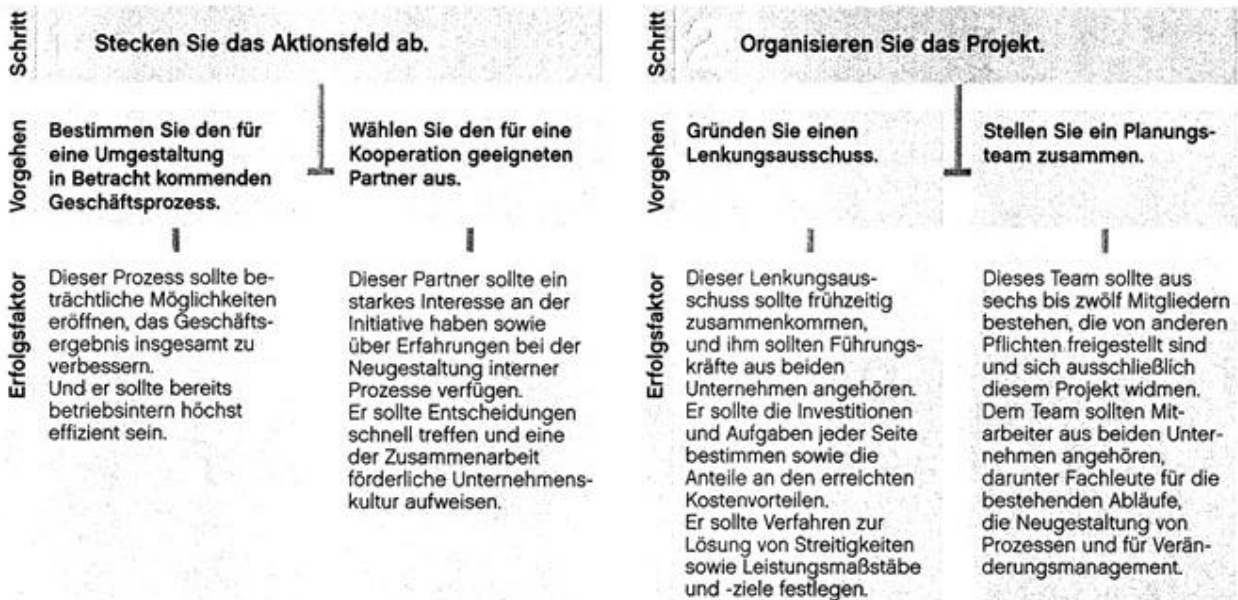 Schritt
Stecken Sie das Aktionsfeld ab.
Vorgehen
Bestimmen Sie den für
eine Umgestaltung
in Betracht kommenden
Geschäftsprozess.
Wählen Sie den für eine
Kooperation geeigneten
Partner aus.
Erfolgsfaktor
Dieser Prozess sollte be-
trächtliche Möglichkeiten
eröffnen, das Geschäfts-
ergebnis insgesamt zu
verbessern.
Und er sollte bereits
betriebsintern höchst
effizient sein.
Dieser Partner sollte ein
starkes Interesse an der
Initiative haben sowie
über Erfahrungen bei der
Neugestaltung interner
Prozesse verfügen.
Er sollte Entscheidungen
schnell treffen und eine
der Zusammenarbeit
förderliche Unternehmens-
kultur aufweisen.
Schritt
Organisieren Sie das Projekt.
Vorgehen
Gründen Sie einen
Lenkungsausschuss.
Stellen Sie ein Planungs-
team zusammen.
Erfolgsfaktor
Dieser Lenkungsaus-
schuss sollte frühzeitig
zusammenkommen,
und ihm sollten Führungs-
kräfte aus beiden
Unternehmen angehören.
Er sollte die Investitionen
und Aufgaben jeder Seite
bestimmen sowie die
Anteile an den erreichten
Kostenvorteilen.
Er sollte Verfahren zur
Lösung von Streitigkeiten
sowie Leistungsmaßstäbe
und -ziele festlegen.
Dieses Team sollte aus
sechs bis zwölf Mitgliedern
bestehen, die von anderen
Pflichten freigestellt sind
und sich ausschließlich
diesem Projekt widmen.
Dem Team sollten Mit-
arbeiter aus beiden Unter-
nehmen angehören,
darunter Fachleute für die
bestehenden Abläufe,
die Neugestaltung von
Prozessen und für Verän-
derungsmanagement.